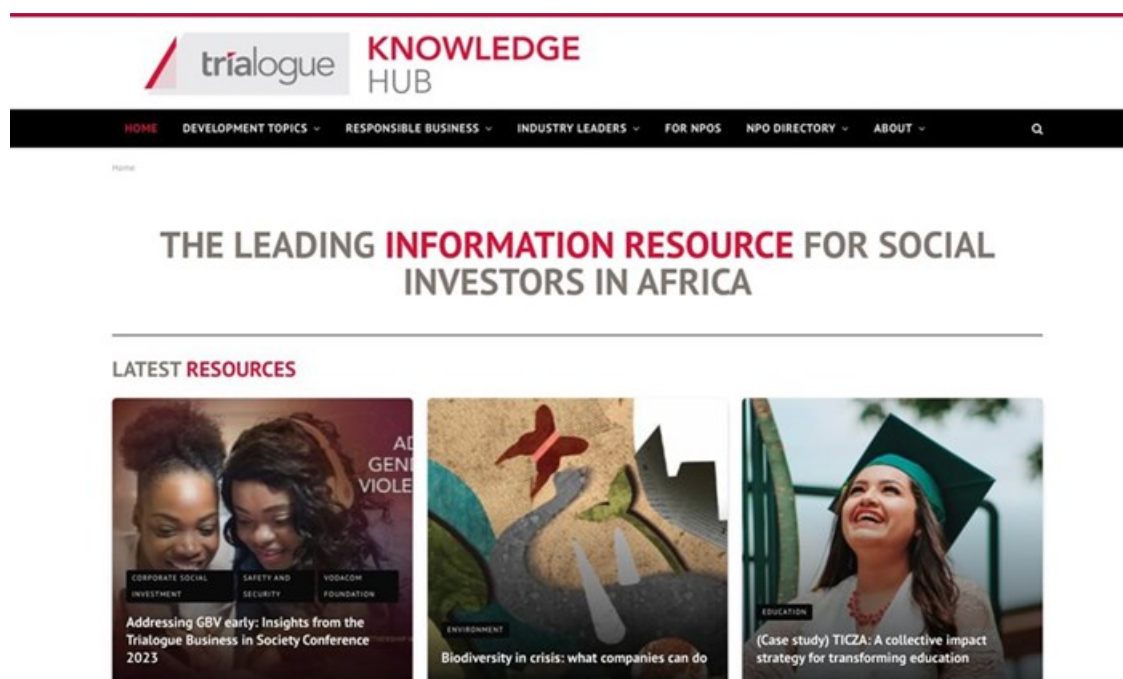 trialogue
KNOWLEDGE
HUB
HOME DEVELOPMENT TOPICS RESPONSIBLE BUSINESS INDUSTRY LEADERS FOR NPOS NPO DIRECTORY ABOUT
Home
THE LEADING INFORMATION RESOURCE FOR SOCIAL
INVESTORS IN AFRICA
LATEST RESOURCES
AD
GEN
VIOLE
CORPORATE SOCIAL
INVESTMENT
SAFETY AND
SECURITY
VODACOM
FOUNDATION
Addressing GBV early: Insights from the
Trialogue Business in Society Conference
2023
ENVIRONMENT
Biodiversity in crisis: what companies can do
EDUCATION
(Case study) TICZA: A collective impact
strategy for transforming education